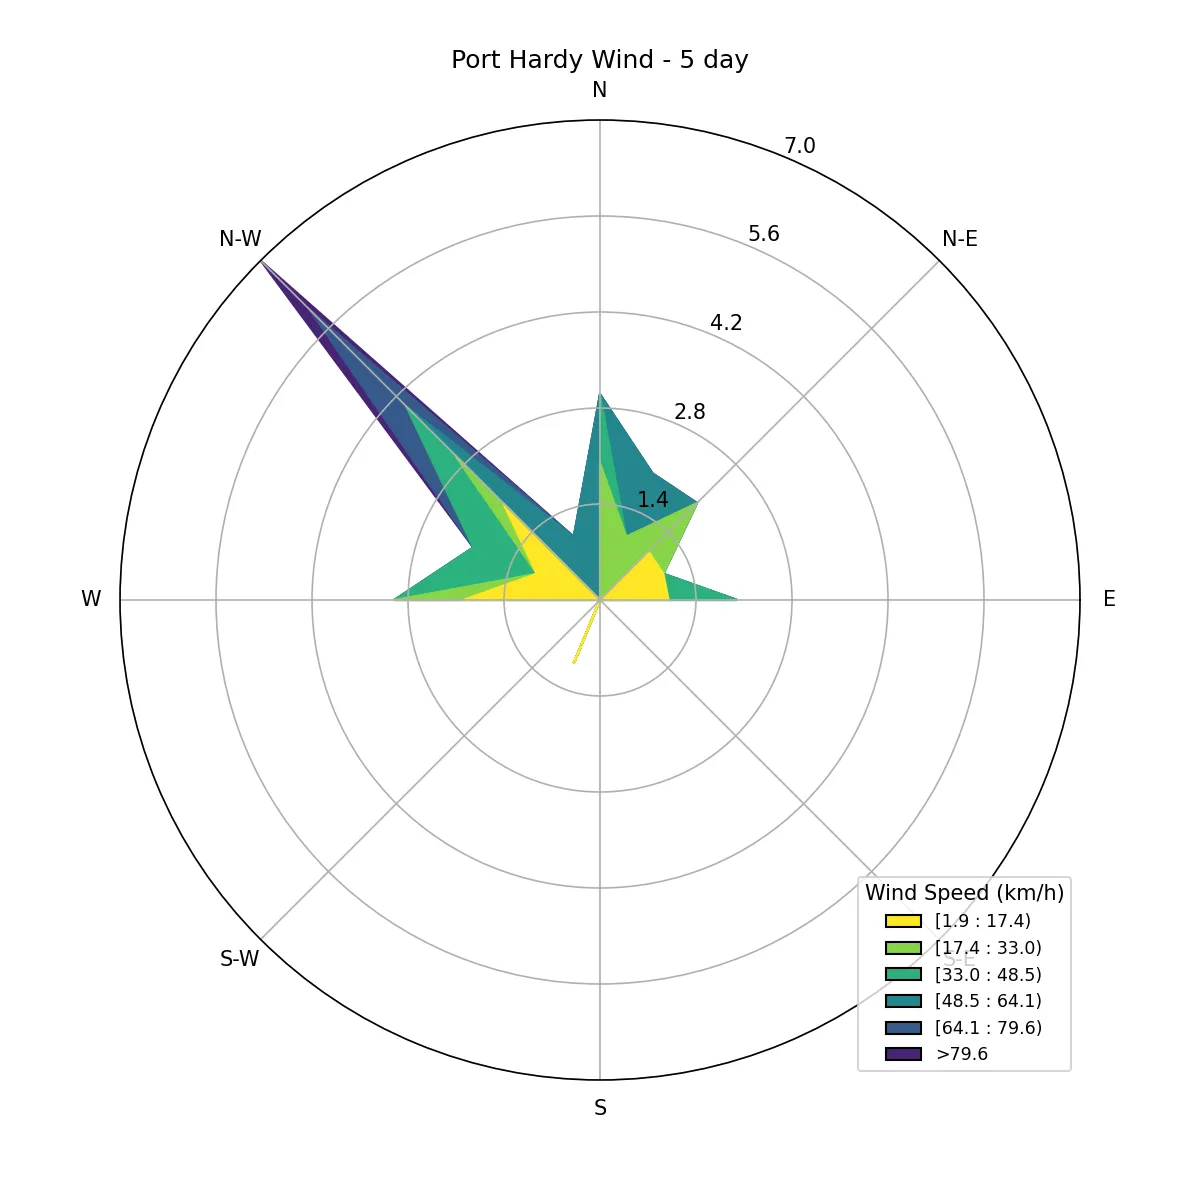 Port Hardy Wind - 5 day
N
7.0
N-W
N-E
5.6
4.2
2.8
1.4
W
E
S-W
S-E
Wind Speed (km/h)
[1.9 : 17.4)
[17.4 : 33.0)
[33.0 : 48.5)
[48.5 : 64.1)
[64.1 : 79.6)
>79.6
S